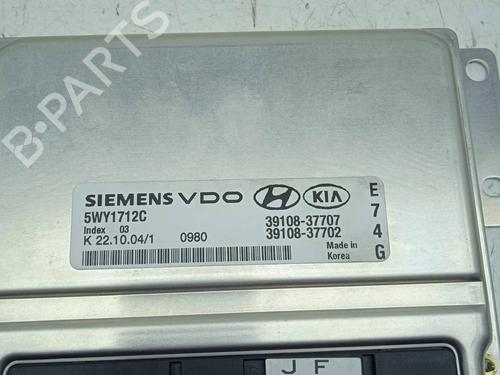 B-PARTS
SIEMENS VDO HYUNDAI KIA
5WY1712C 39108-37707
Index 03 39108-37702
K 22.10.04/1 0980 Made in
Korea
E
7
4
G
J F